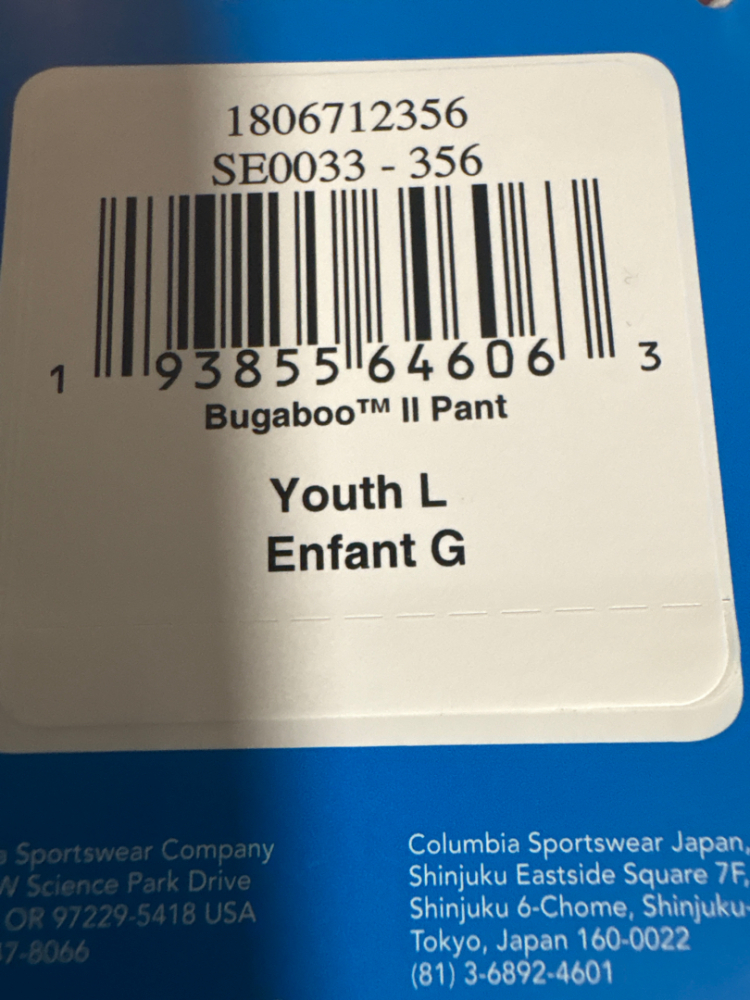 1806712356
SE0033 - 356
1 93855 64606 3
Bugaboo™ II Pant
Youth L
Enfant G
Sportswear Company
Science Park Drive
OR 97229-5418 USA
7-8066
Columbia Sportswear Japan,
Shinjuku Eastside Square 7F,
Shinjuku 6-Chome, Shinjuku-
Tokyo, Japan 160-0022
(81) 3-6892-4601